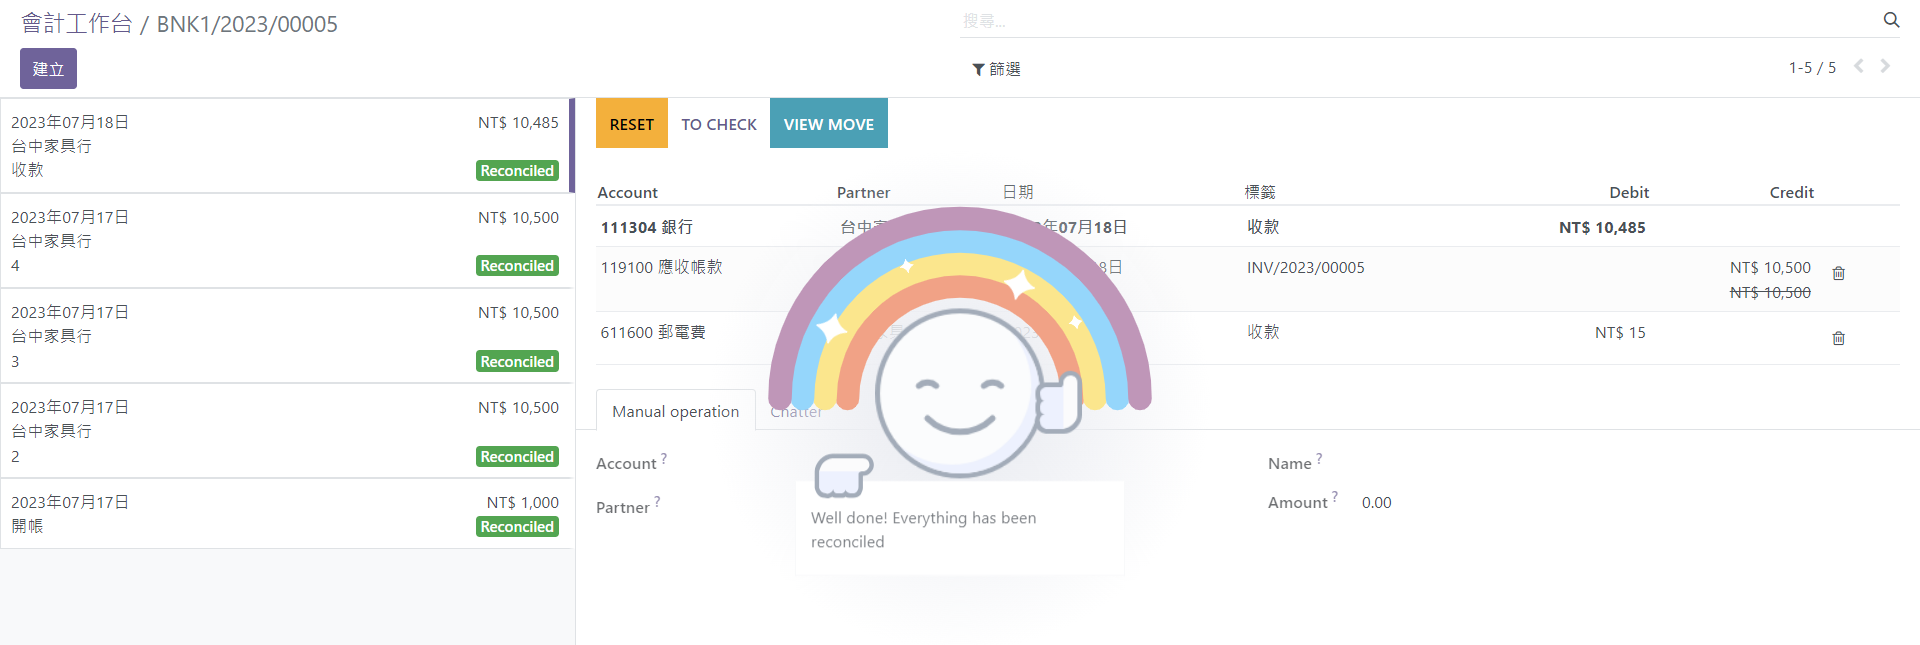 會計工作台 / BNK1/2023/00005
搜尋...
建立
篩選
1-5 / 5
2023年07月18日 NT$ 10,485
台中家具行
收款 Reconciled
2023年07月17日 NT$ 10,500
台中家具行
4 Reconciled
2023年07月17日 NT$ 10,500
台中家具行
3 Reconciled
2023年07月17日 NT$ 10,500
台中家具行
2 Reconciled
2023年07月17日 NT$ 1,000
開帳 Reconciled
RESET TO CHECK VIEW MOVE
Account Partner 日期 標籤 Debit Credit
111304 銀行 台中 年07月18日 收款 NT$ 10,485
119100 應收帳款 8日 INV/2023/00005 NT$ 10,500
NT$ 10,500
611600 郵電費 收款 NT$ 15
Manual operation Chatter
Account ? Name ?
Partner ? Amount ? 0.00
Well done! Everything has been
reconciled